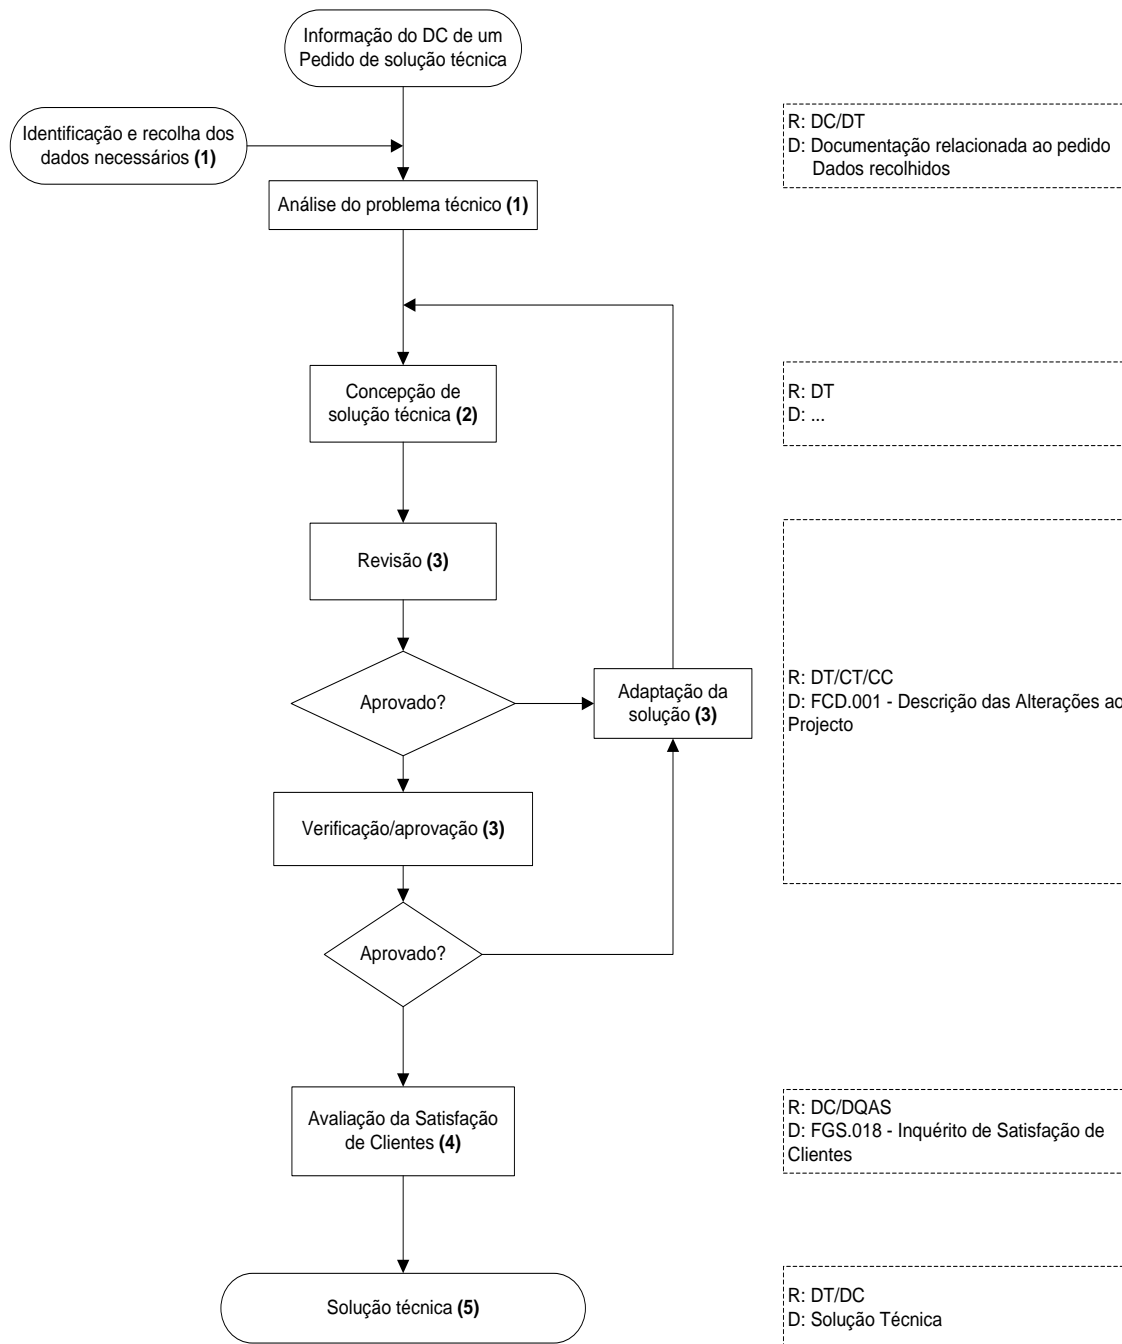 Informação do DC de um
Pedido de solução técnica
Identificação e recolha dos
dados necessários (1)
R: DC/DT
D: Documentação relacionada ao pedido
Dados recolhidos
Análise do problema técnico (1)
Concepção de
solução técnica (2)
R: DT
D: ...
Revisão (3)
Aprovado?
Adaptação da
solução (3)
R: DT/CT/CC
D: FCD.001 - Descrição das Alterações ao
Projecto
Verificação/aprovação (3)
Aprovado?
Avaliação da Satisfação
de Clientes (4)
R: DC/DQAS
D: FGS.018 - Inquérito de Satisfação de
Clientes
Solução técnica (5)
R: DT/DC
D: Solução Técnica